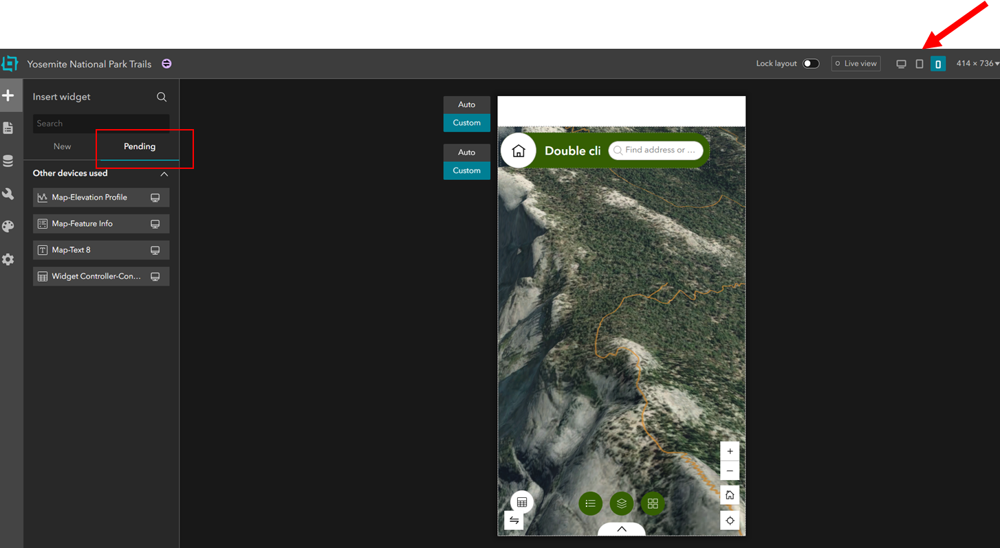 Yosemite National Park Trails
Lock layout
Live view
414 × 736
Insert widget
Search
New
Pending
Other devices used
Map-Elevation Profile
Map-Feature Info
Map-Text 8
Widget Controller-Con...
Auto
Custom
Auto
Custom
Double cli
Find address or ...
+
−